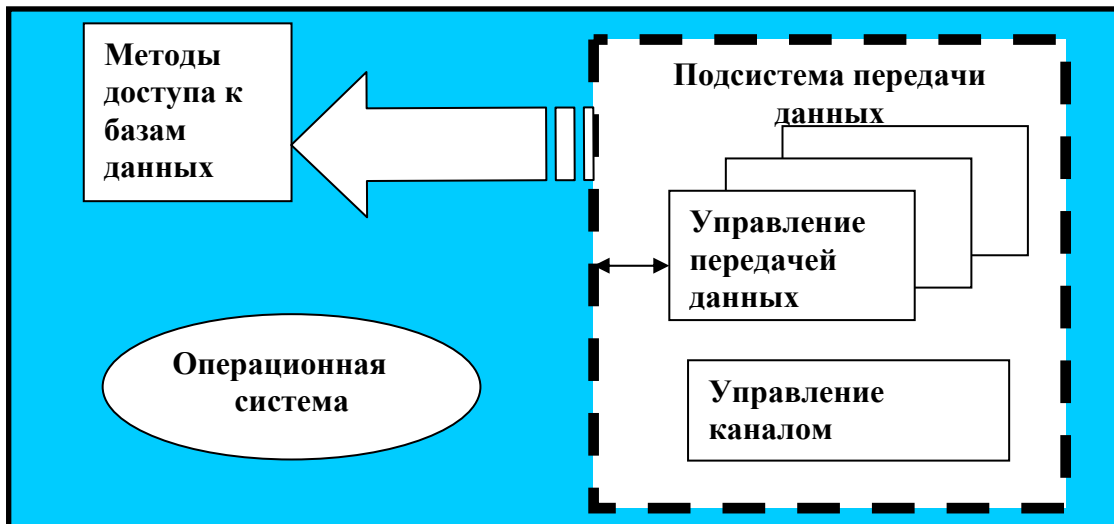 Методы
доступа к
базам
данных
Подсистема передачи
данных
Управление
передачей
данных
Операционная
система
Управление
каналом